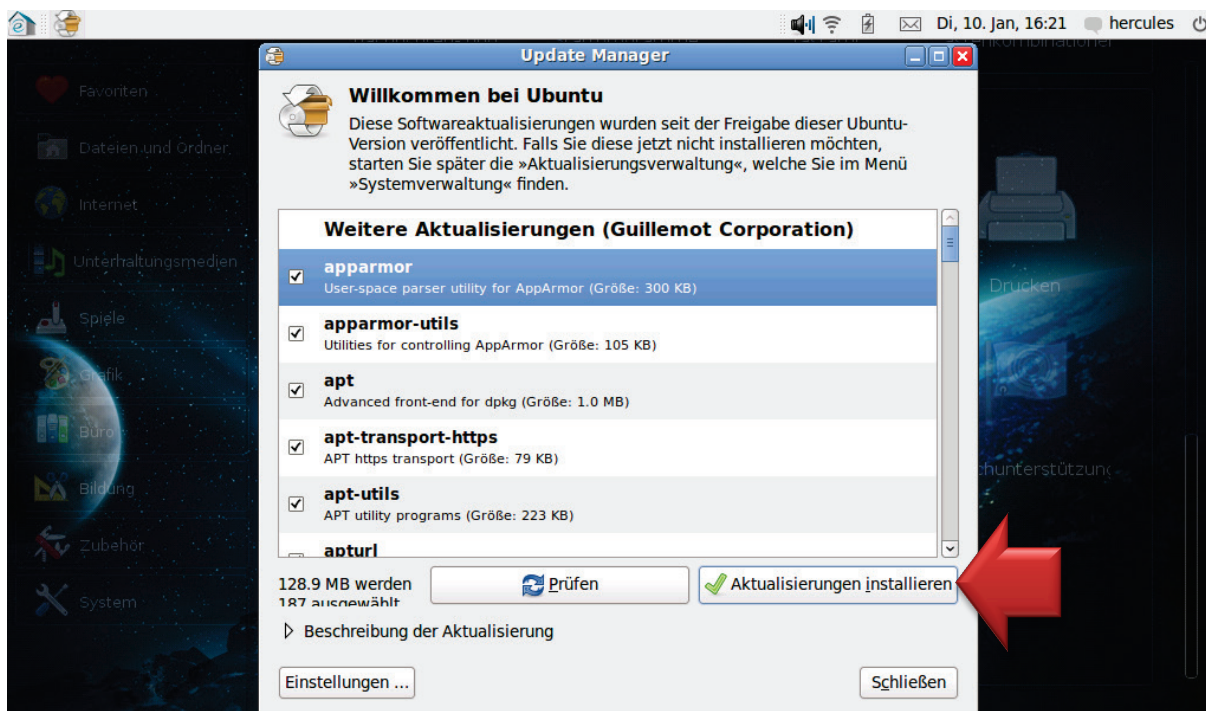 Di, 10. Jan, 16:21 hercules
Update Manager
Willkommen bei Ubuntu
Diese Softwareaktualisierungen wurden seit der Freigabe dieser Ubuntu-
Version veröffentlicht. Falls Sie diese jetzt nicht installieren möchten,
starten Sie später die »Aktualisierungsverwaltung«, welche Sie im Menü
»Systemverwaltung« finden.
Weitere Aktualisierungen (Guillemot Corporation)
apparmor
User-space parser utility for AppArmor (Größe: 300 KB)
apparmor-utils
Utilities for controlling AppArmor (Größe: 105 KB)
apt
Advanced front-end for dpkg (Größe: 1.0 MB)
apt-transport-https
APT https transport (Größe: 79 KB)
apt-utils
APT utility programs (Größe: 223 KB)
apturl
128.9 MB werden
187 ausgewählt
Prüfen
Aktualisierungen installieren
Beschreibung der Aktualisierung
Einstellungen ...
Schließen
Favoriten
Dateien und Ordner
Internet
Unterhaltungsmedien
Spiele
Grafik
Büro
Bildung
Zubehör
System
Drucken